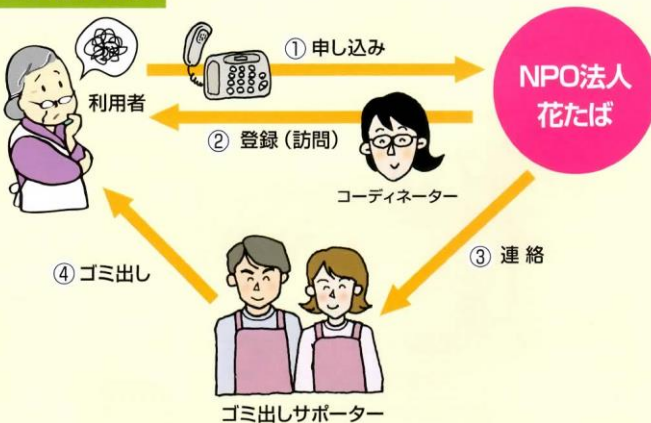 ① 申し込み
NPO法人
花たば
利用者
② 登録(訪問)
コーディネーター
③ 連絡
④ ゴミ出し
ゴミ出しサポーター